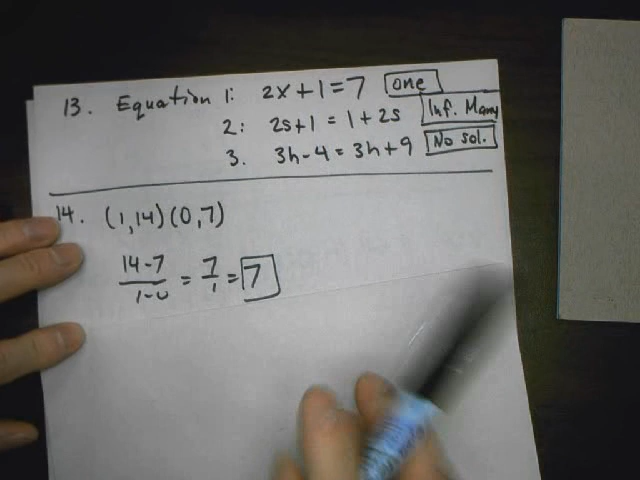 13. Equation 1: 2x+1=7 one
2: 2s+1 = 1+2s Inf. Many
3. 3h-4=3h+9 No sol.
14. (1,14)(0,7)
14-7
1-0
= 7/1 = 7